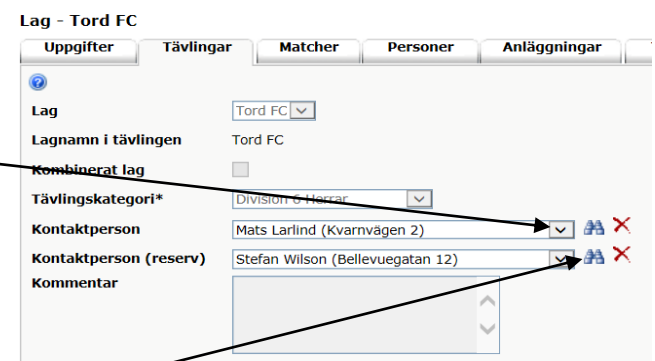 Lag - Tord FC
Uppgifter Tävlingar Matcher Personer Anläggningar
Lag Tord FC
Lagnamn i tävlingen Tord FC
Kombinerat lag
Tävlingskategori* Division 6 Herrar
Kontaktperson Mats Larlind (Kvarnvägen 2)
Kontaktperson (reserv) Stefan Wilson (Bellevuegatan 12)
Kommentar